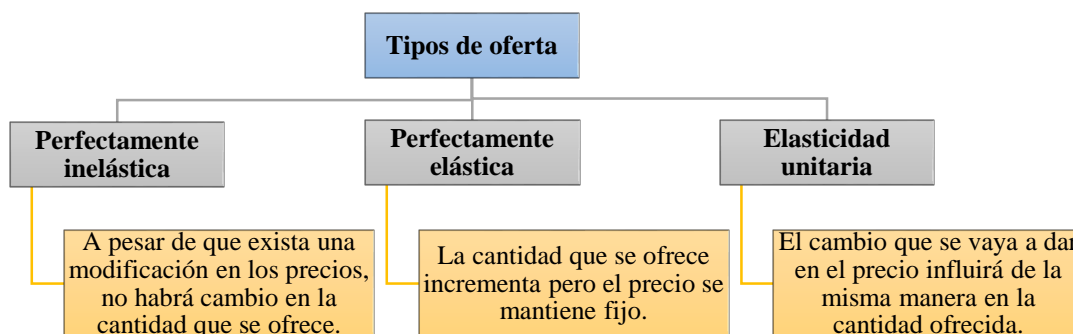 Tipos de oferta
Perfectamente
inelástica
A pesar de que exista una
modificación en los precios,
no habrá cambio en la
cantidad que se ofrece.
Perfectamente
elástica
La cantidad que se ofrece
incrementa pero el precio se
mantiene fijo.
Elasticidad
unitaria
El cambio que se vaya a dar
en el precio influirá de la
misma manera en la
cantidad ofrecida.